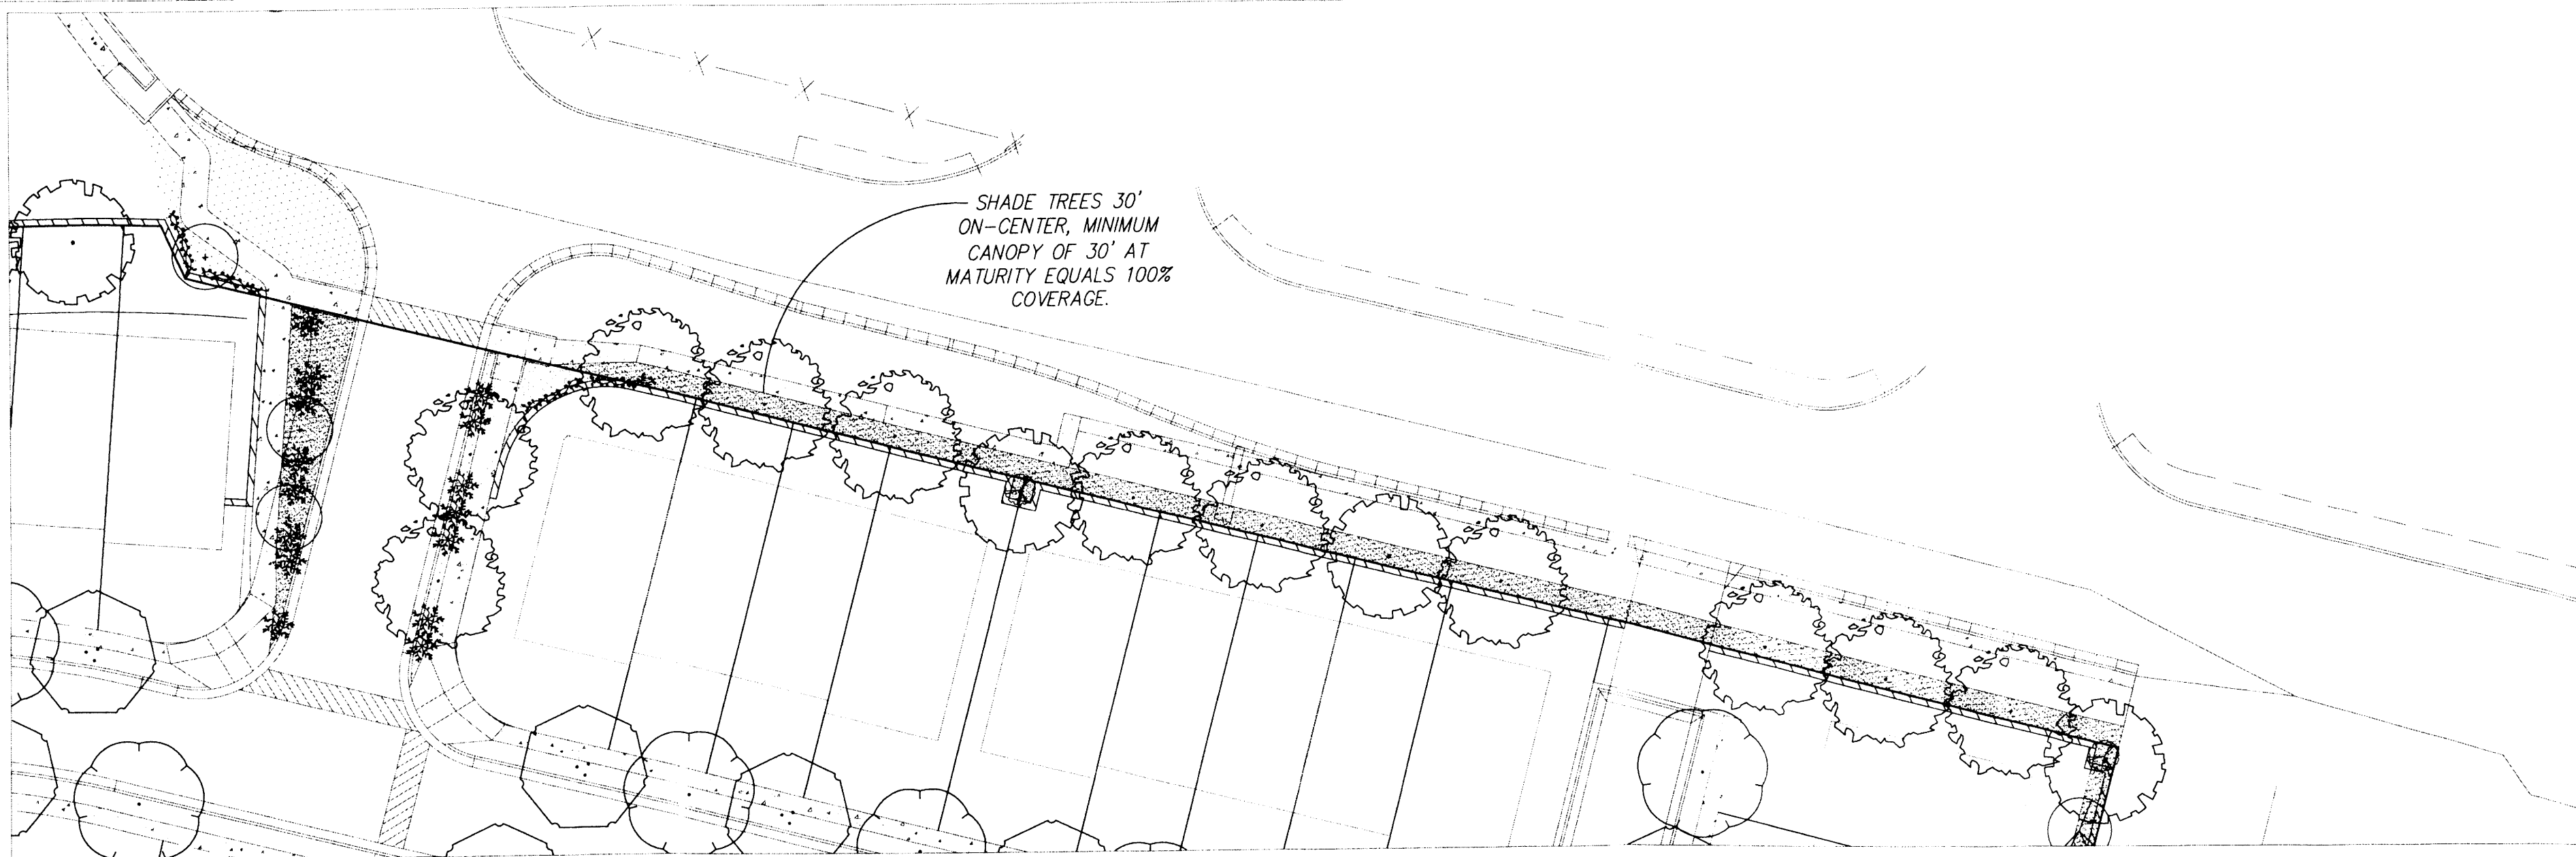 SHADE TREES 30'
ON-CENTER, MINIMUM
CANOPY OF 30' AT
MATURITY EQUALS 100%
COVERAGE.